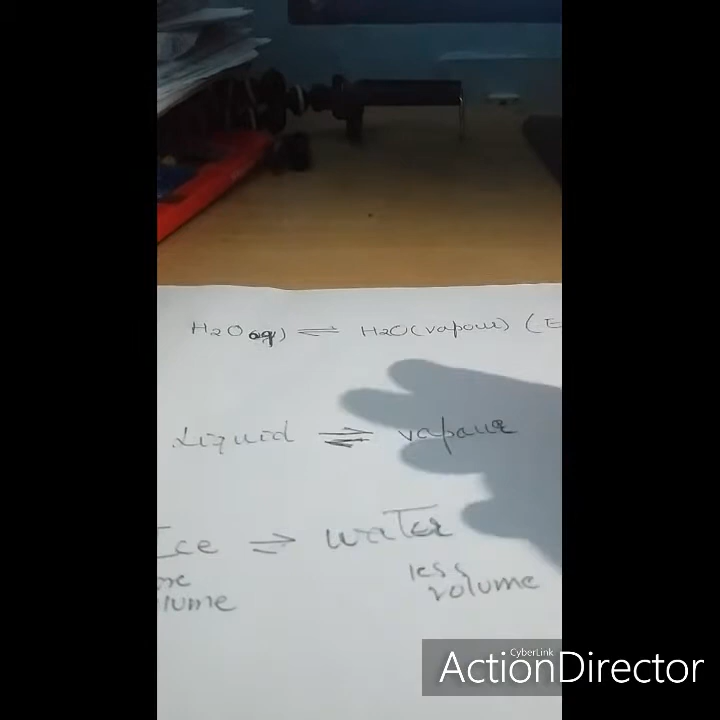 H2O aq) ⇌ H2O(vapour) (E
Liquid ⇌ vapour
Ice ⇌ water
less
volume
lume
CyberLink
ActionDirector